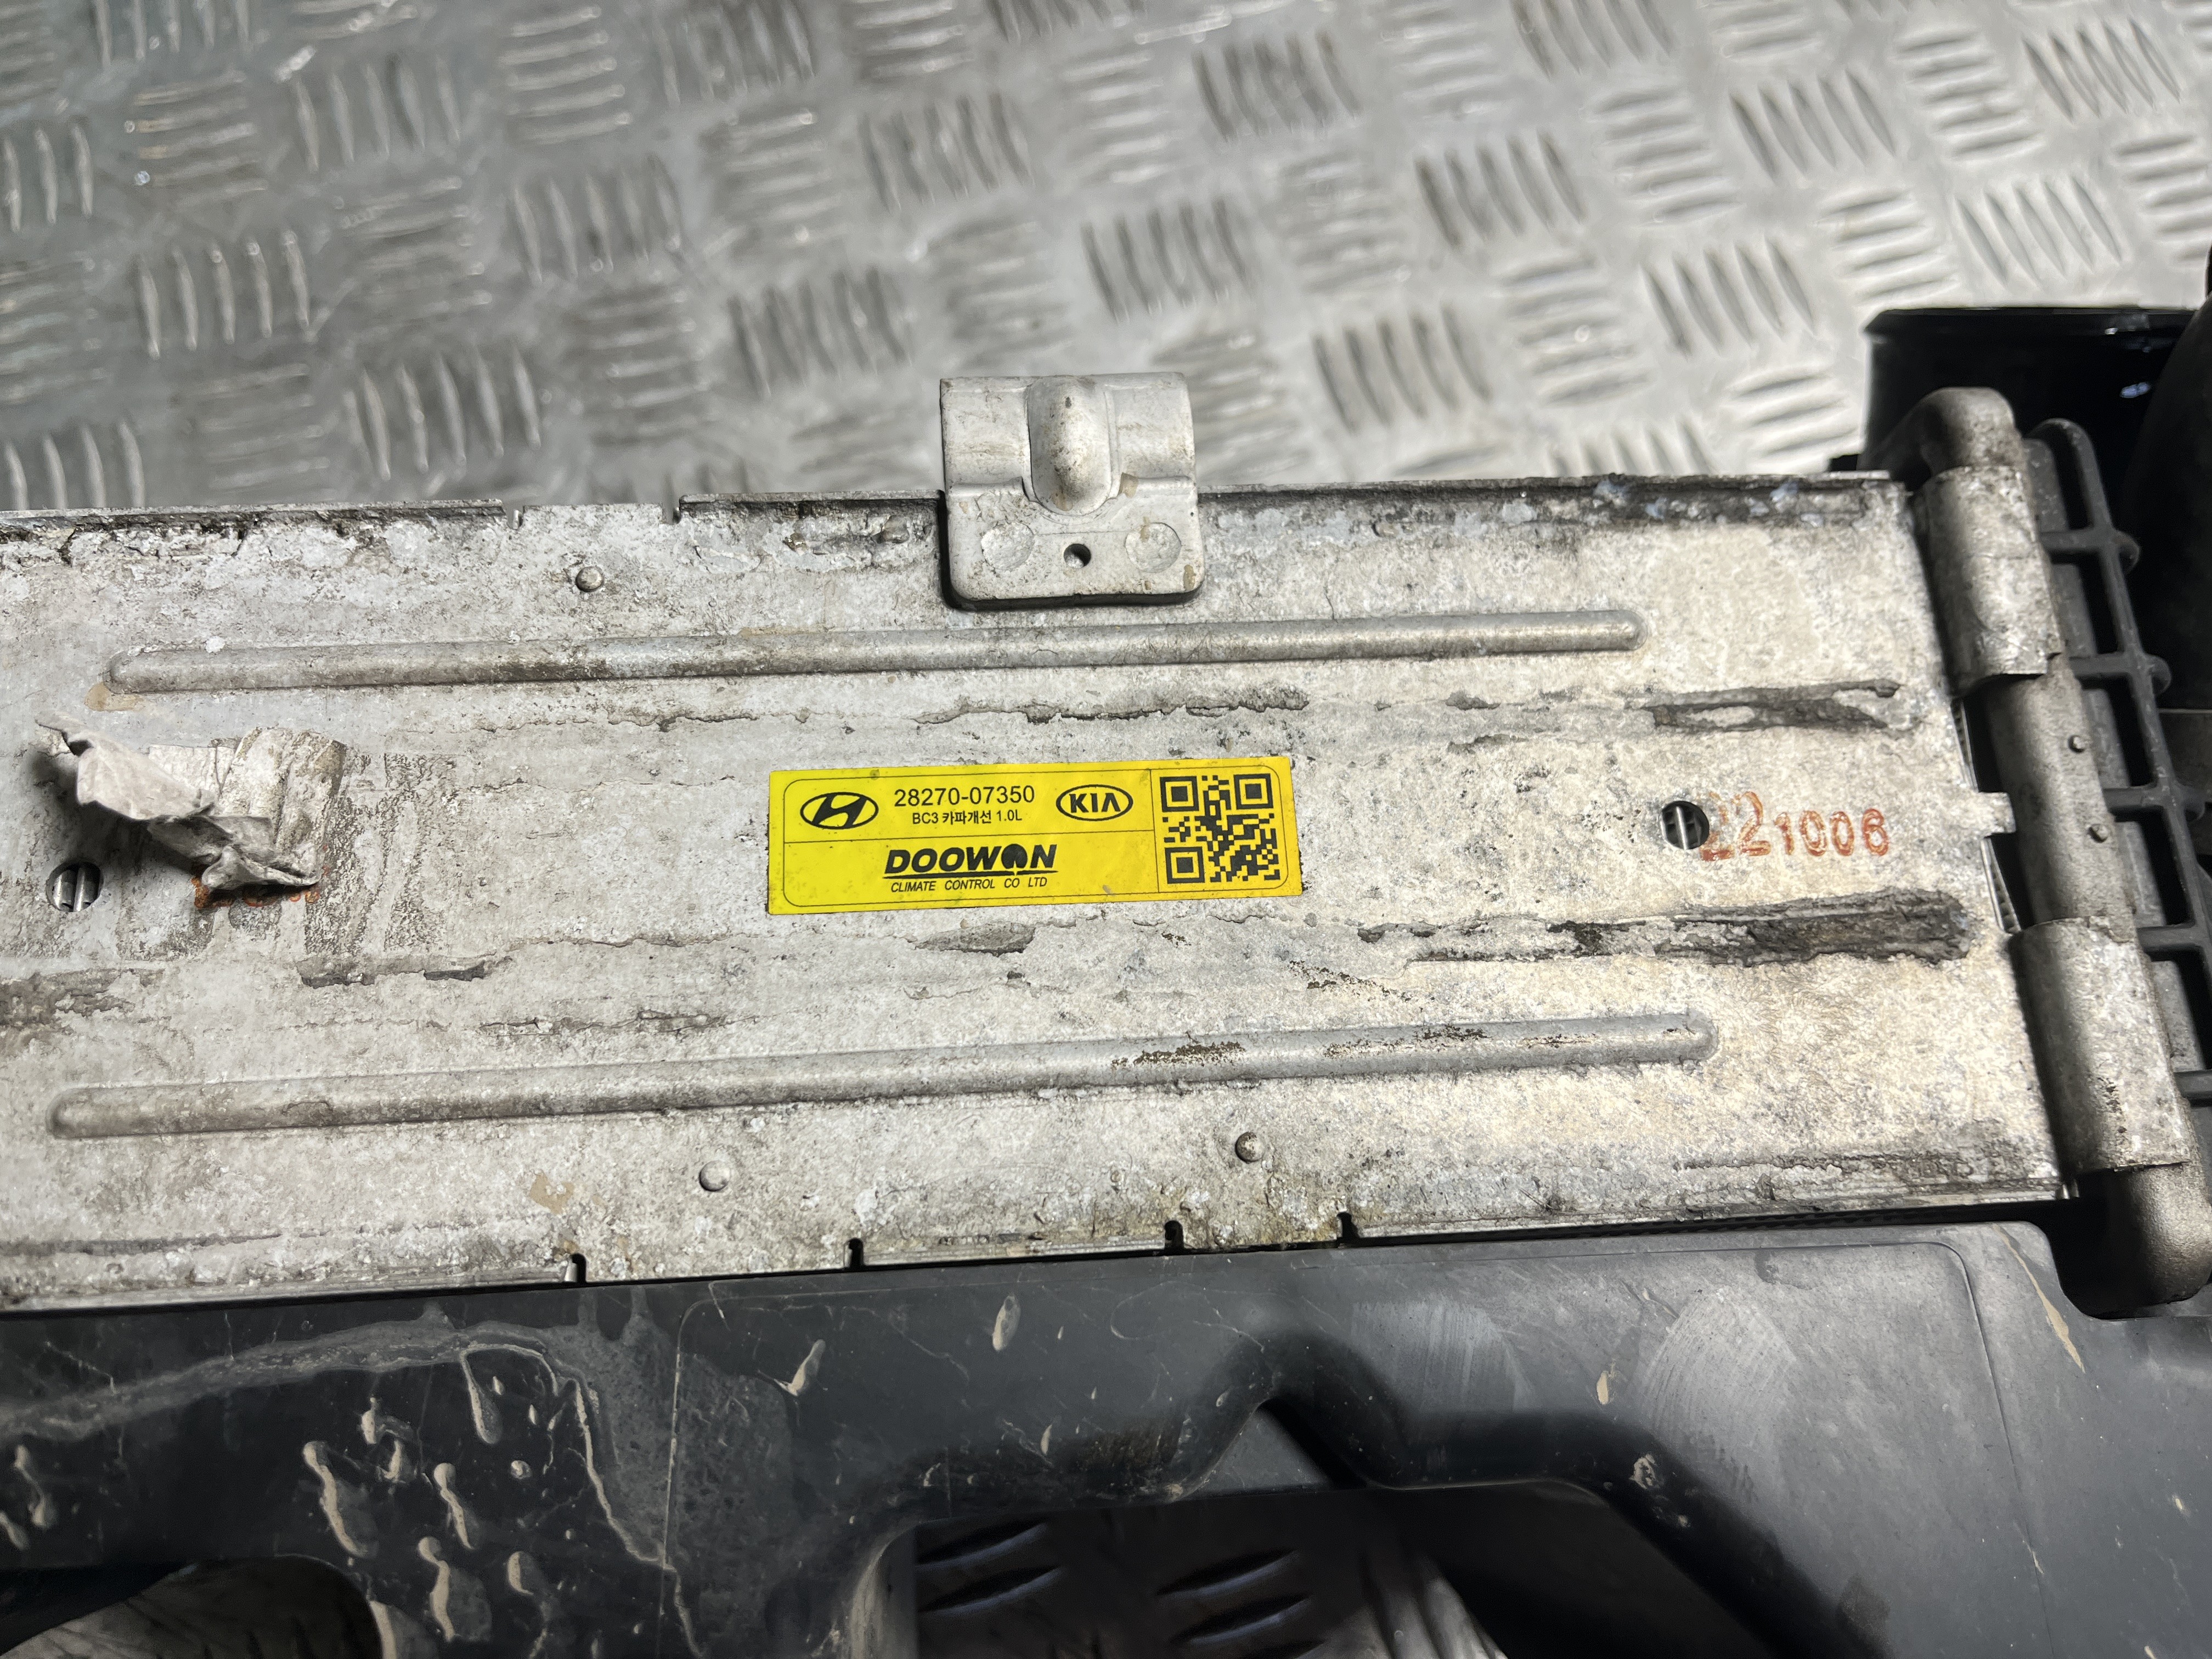 28270-07350
BC3 카파개선 1.0L
KIA
DOOWON
CLIMATE CONTROL CO LTD
221006